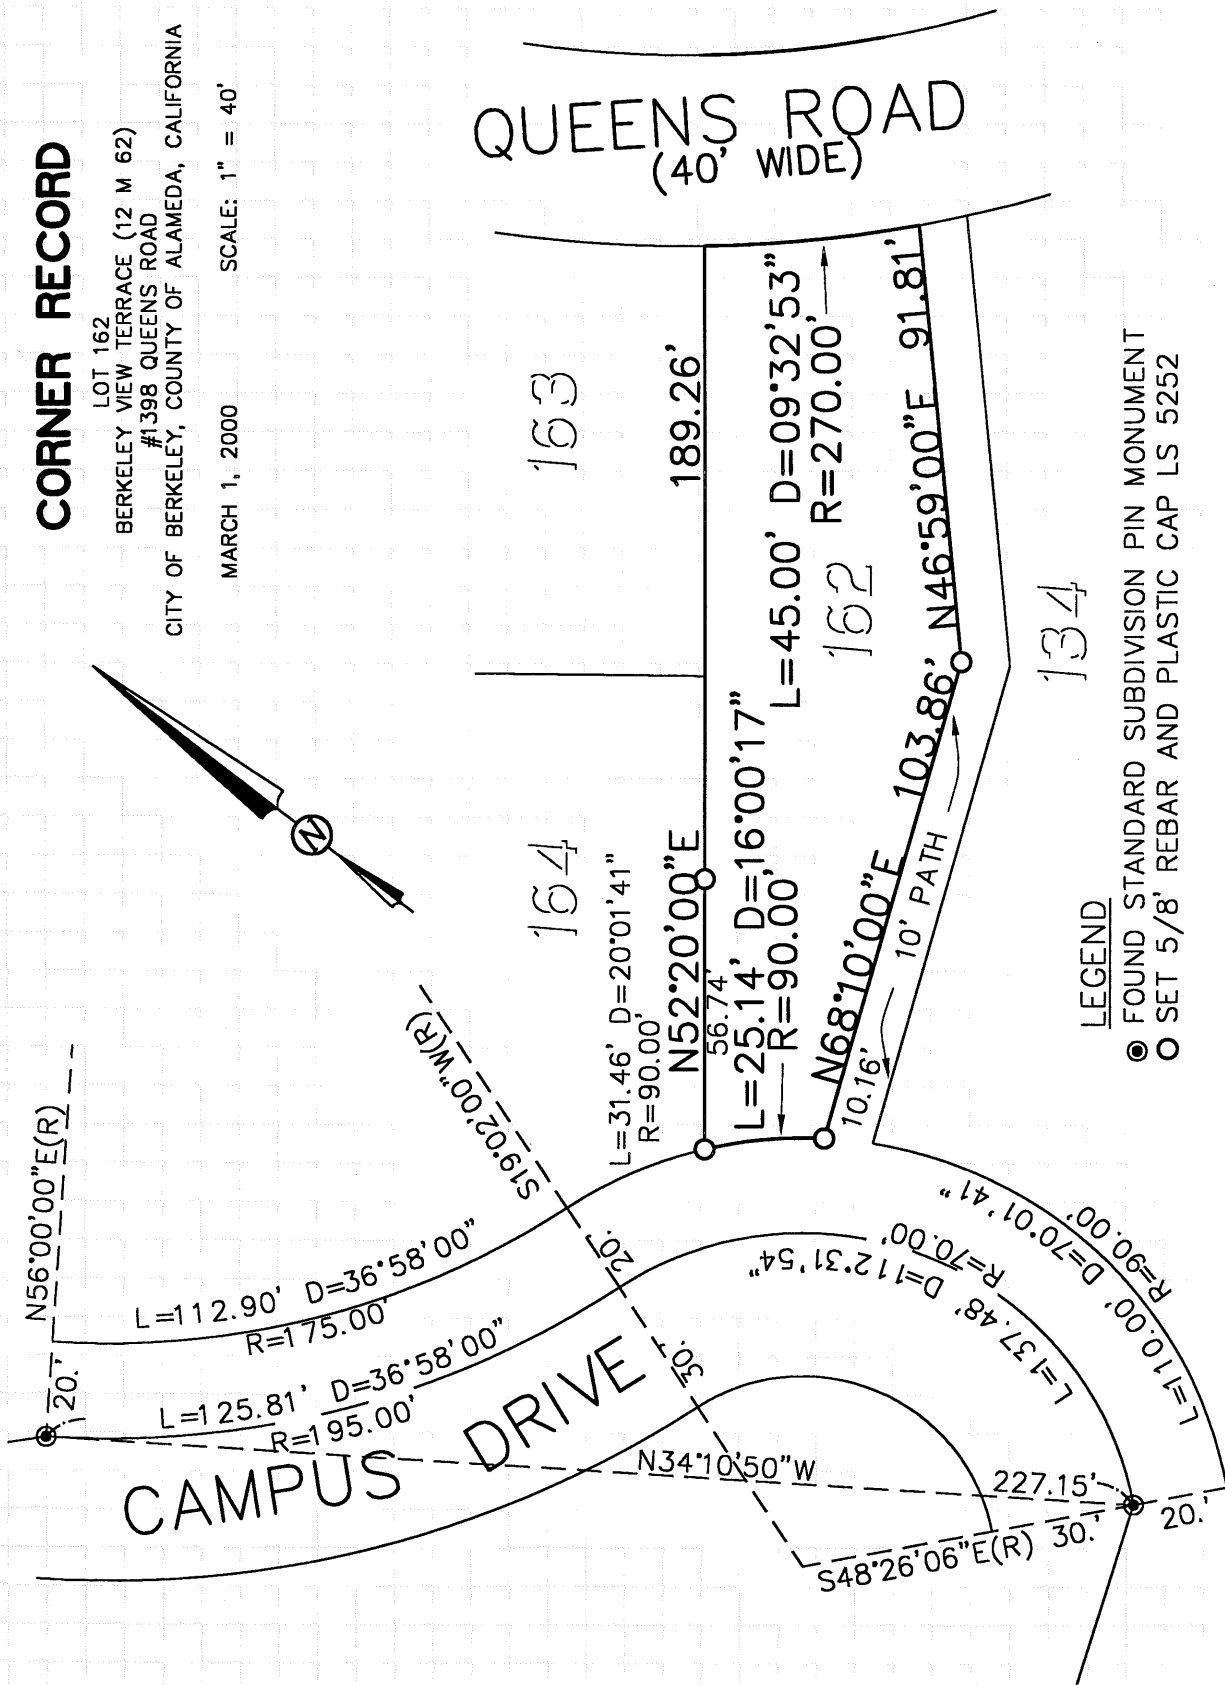 CORNER RECORD
LOT 162
BERKELEY VIEW TERRACE (12 M 62)
#1398 QUEENS ROAD
CITY OF BERKELEY, COUNTY OF ALAMEDA, CALIFORNIA
MARCH 1, 2000 SCALE: 1" = 40'
QUEENS ROAD
(40' WIDE)
163
189.26'
L=45.00' D=09°32'53"
R=270.00'
162
N46°59'00"E 91.81'
134
164
L=31.46' D=20°01'41"
R=90.00'
N52°20'00"E
56.74'
L=25.14' D=16°00'17"
R=90.00'
N68°10'00"E 103.86'
10' PATH
10.16'
N
N56°00'00"E(R)
20.'
S19°02'00"W(R)
20.'
30.'
L=112.90' D=36°58'00"
R=175.00'
L=125.81' D=36°58'00"
R=195.00'
CAMPUS DRIVE
N34°10'50"W
227.15'
S48°26'06"E(R) 30.'
20.'
L=137.48' D=112°31'54"
R=70.00'
L=110.00' D=70°01'41"
R=90.00'
LEGEND
FOUND STANDARD SUBDIVISION PIN MONUMENT
SET 5/8' REBAR AND PLASTIC CAP LS 5252